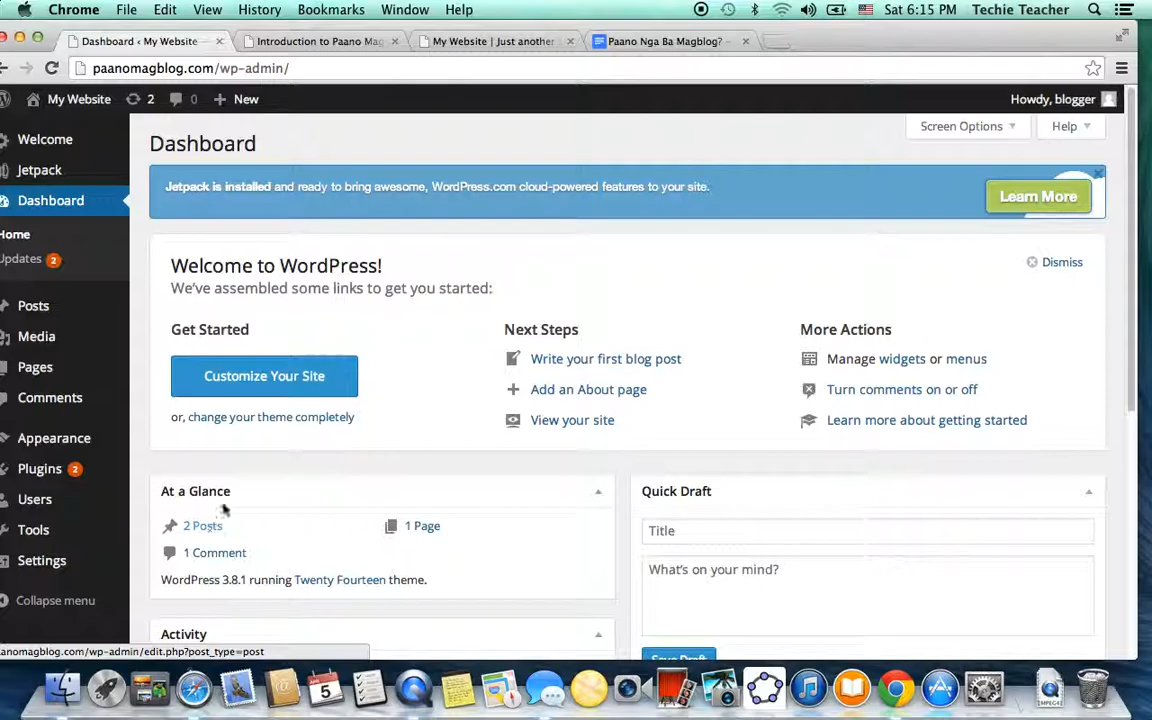 Chrome File Edit View History Bookmarks Window Help Sat 6:15 PM Techie Teacher
Dashboard ‹ My Website Introduction to Paano Mag My Website | Just another Paano Nga Ba Magblog? -
paanomagblog.com/wp-admin/
My Website 2 0 New Howdy, blogger
Screen Options Help
Welcome
Jetpack
Dashboard
Home
Updates 2
Posts
Media
Pages
Comments
Appearance
Plugins 2
Users
Tools
Settings
Collapse menu
Dashboard
Jetpack is installed and ready to bring awesome, WordPress.com cloud-powered features to your site.
Learn More
Welcome to WordPress!
Dismiss
We've assembled some links to get you started:
Get Started
Customize Your Site
or, change your theme completely
Next Steps
Write your first blog post
Add an About page
View your site
More Actions
Manage widgets or menus
Turn comments on or off
Learn more about getting started
At a Glance
2 Posts 1 Page
1 Comment
WordPress 3.8.1 running Twenty Fourteen theme.
Activity
Quick Draft
Title
What's on your mind?
Save Draft
anomagblog.com/wp-admin/edit.php?post_type=post
APR
5